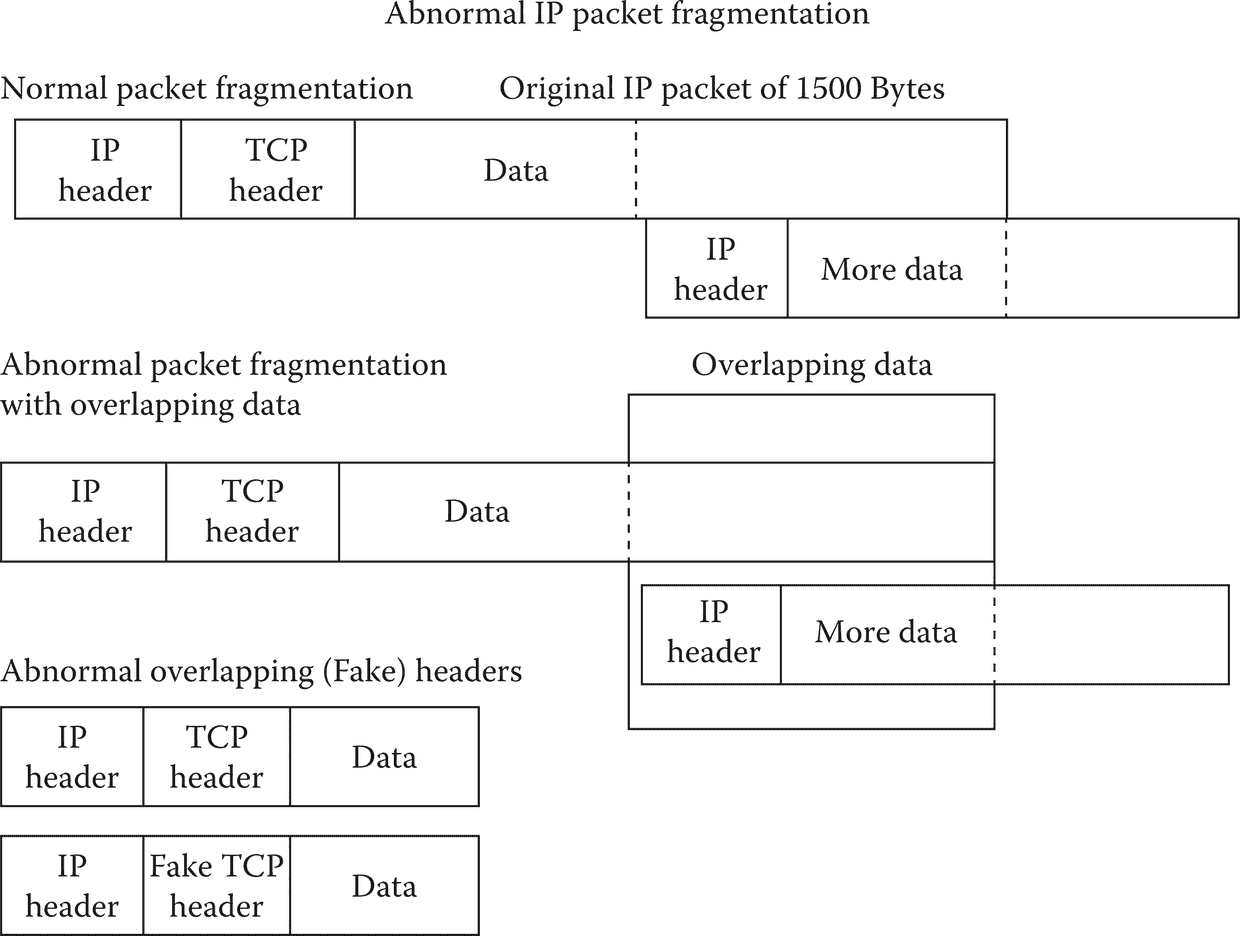 Abnormal IP packet fragmentation
Normal packet fragmentation
Original IP packet of 1500 Bytes
IP
header
TCP
header
Data
IP
header
More data
Abnormal packet fragmentation
with overlapping data
Overlapping data
IP
header
TCP
header
Data
IP
header
More data
Abnormal overlapping (Fake) headers
IP
header
TCP
header
Data
IP
header
Fake TCP
header
Data